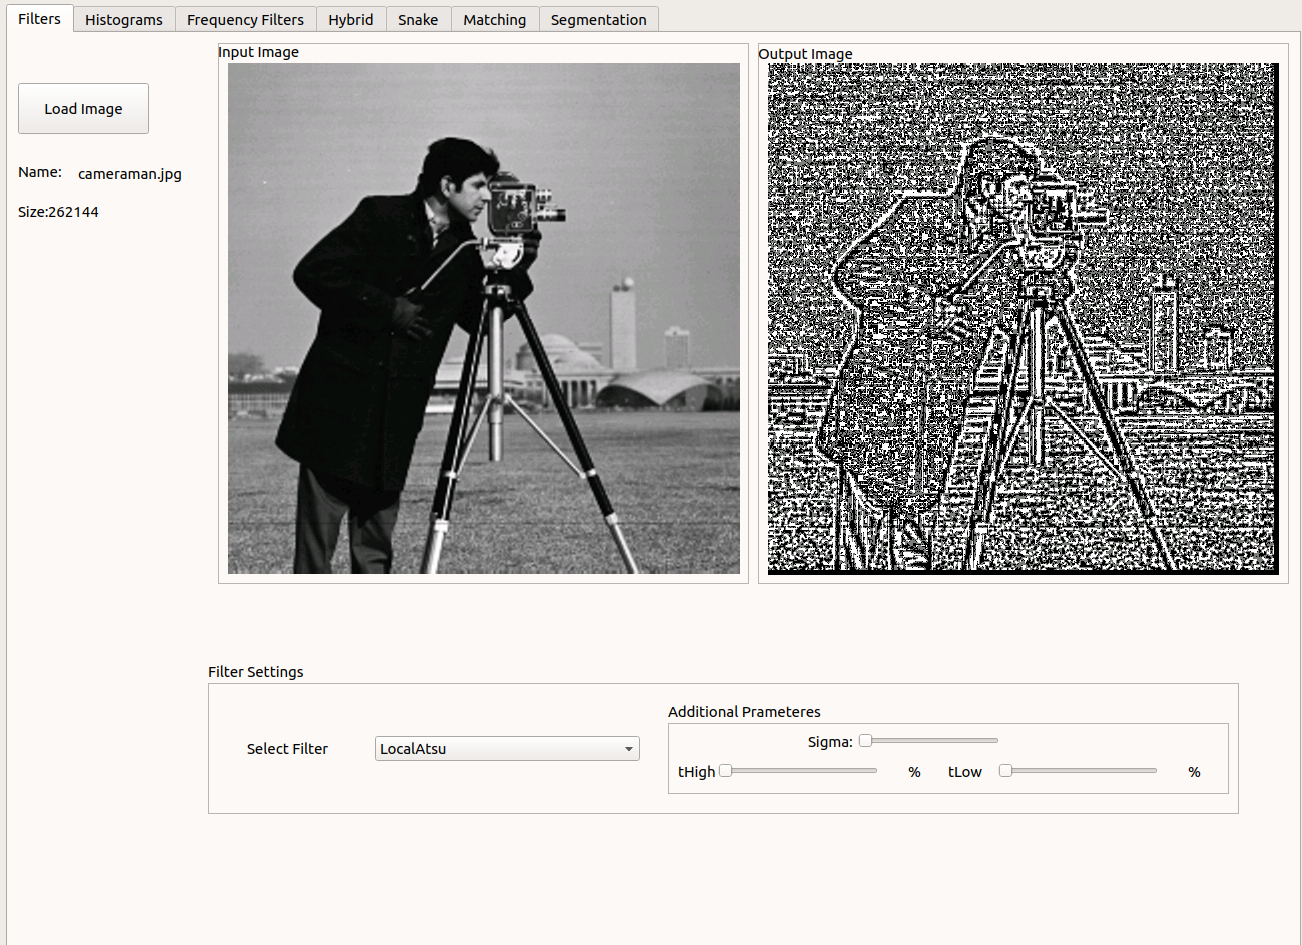 Filters Histograms Frequency Filters Hybrid Snake Matching Segmentation
Input Image
Output Image
Load Image
Name: cameraman.jpg
Size:262144
Filter Settings
Additional Prameteres
Sigma:
Select Filter LocalAtsu
tHigh % tLow %